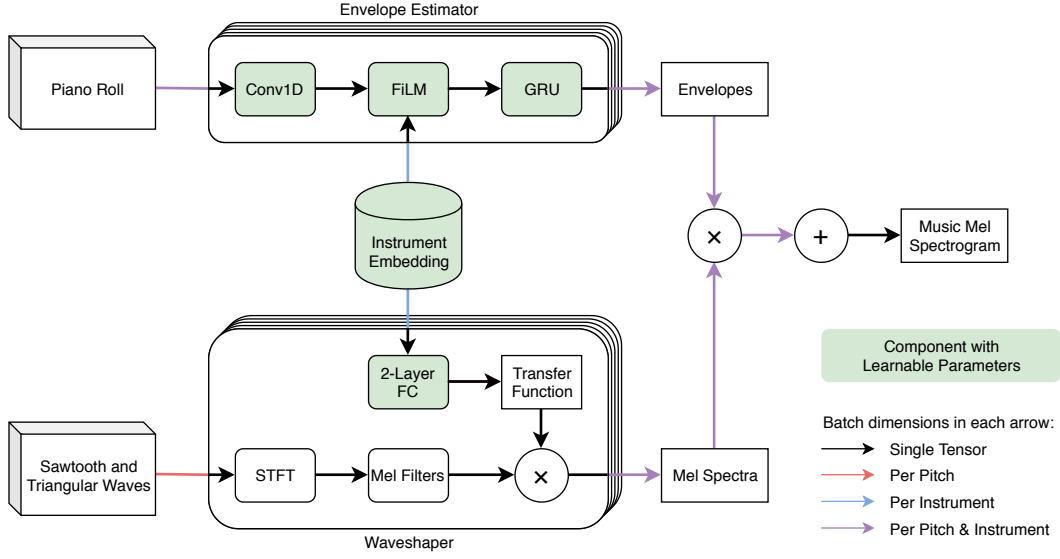 Envelope Estimator
Piano Roll
Conv1D
FiLM
GRU
Envelopes
Instrument
Embedding
×
+
Music Mel
Spectrogram
2-Layer
FC
Transfer
Function
Component with
Learnable Parameters
Sawtooth and
Triangular Waves
STFT
Mel Filters
×
Mel Spectra
Waveshaper
Batch dimensions in each arrow:
Single Tensor
Per Pitch
Per Instrument
Per Pitch & Instrument